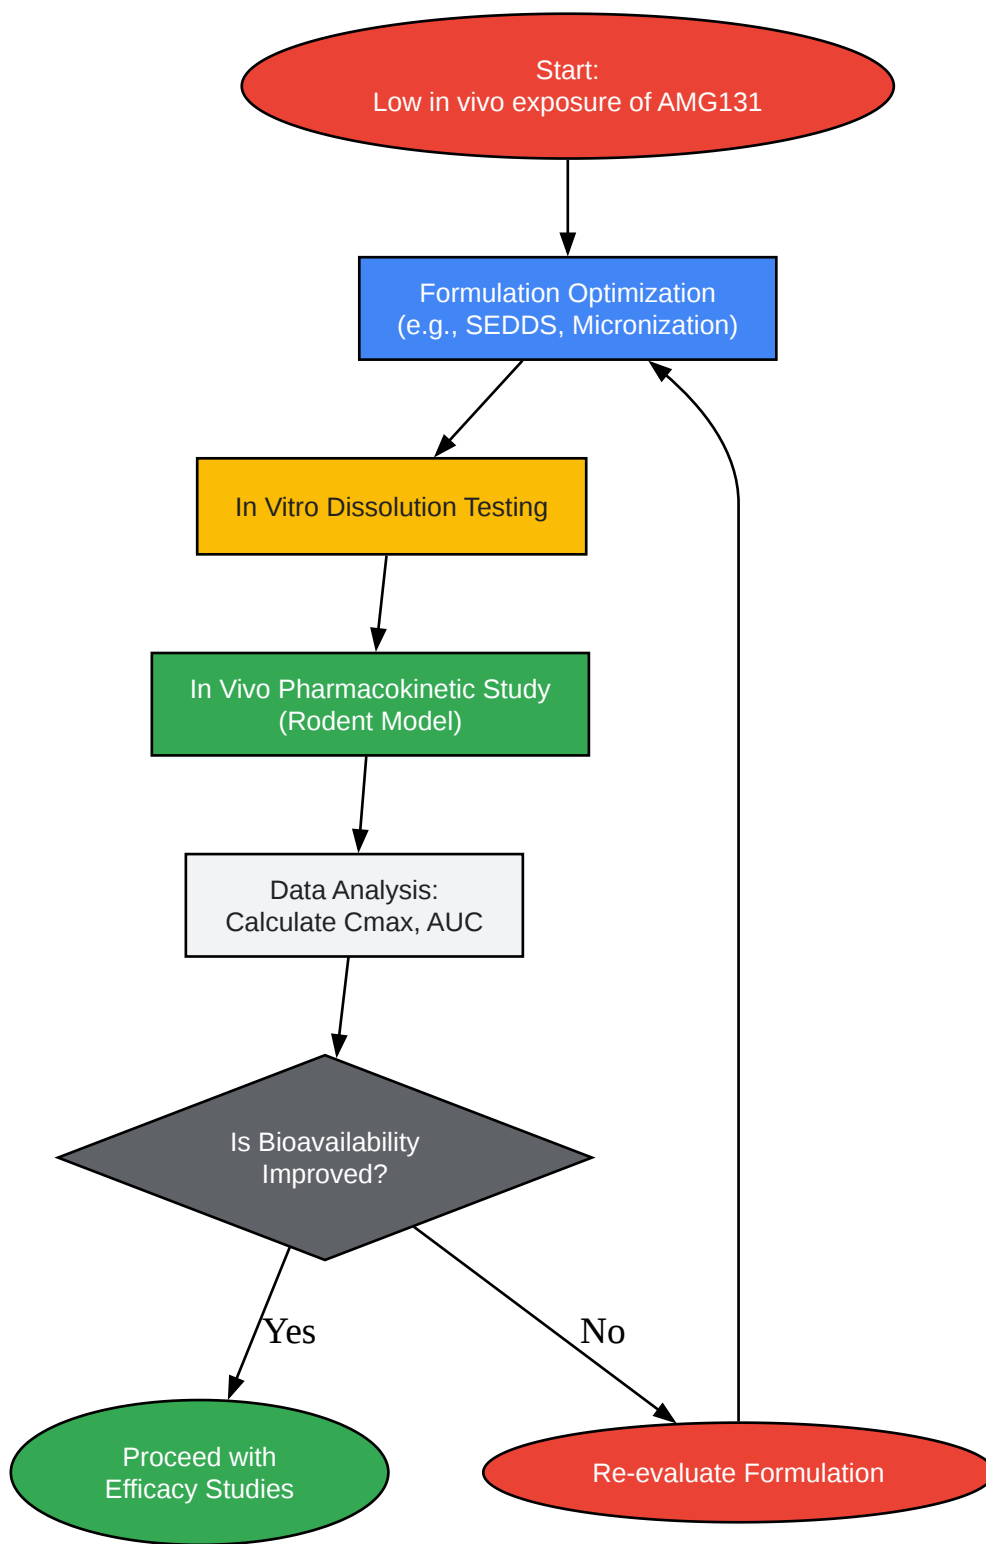 Start:
Low in vivo exposure of AMG131
Formulation Optimization
(e.g., SEDDS, Micronization)
In Vitro Dissolution Testing
In Vivo Pharmacokinetic Study
(Rodent Model)
Data Analysis:
Calculate Cmax, AUC
Is Bioavailability
Improved?
Yes
No
Proceed with
Efficacy Studies
Re-evaluate Formulation